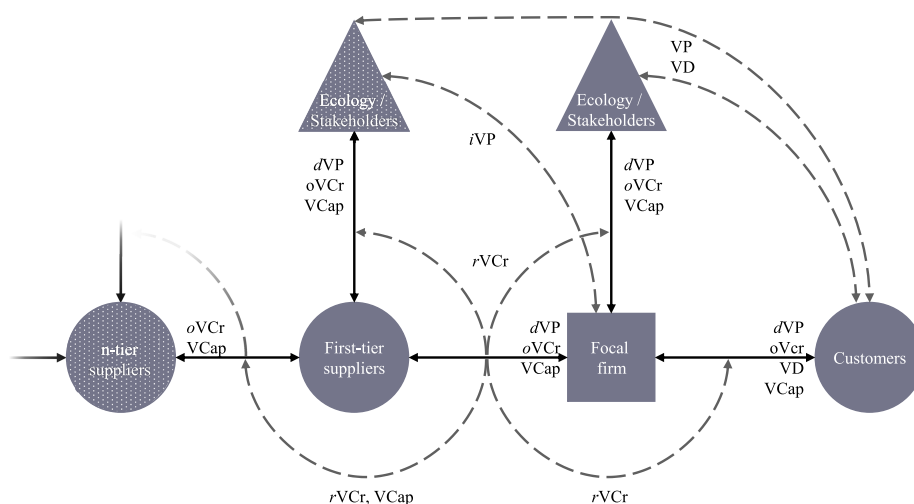 VP
VD
Ecology /
Stakeholders
Ecology /
Stakeholders
iVP
dVP
oVCr
VCap
dVP
oVCr
VCap
rVCr
n-tier
suppliers
oVCr
VCap
First-tier
suppliers
dVP
oVCr
VCap
Focal
firm
dVP
oVcr
VD
VCap
Customers
rVCr, VCap
rVCr